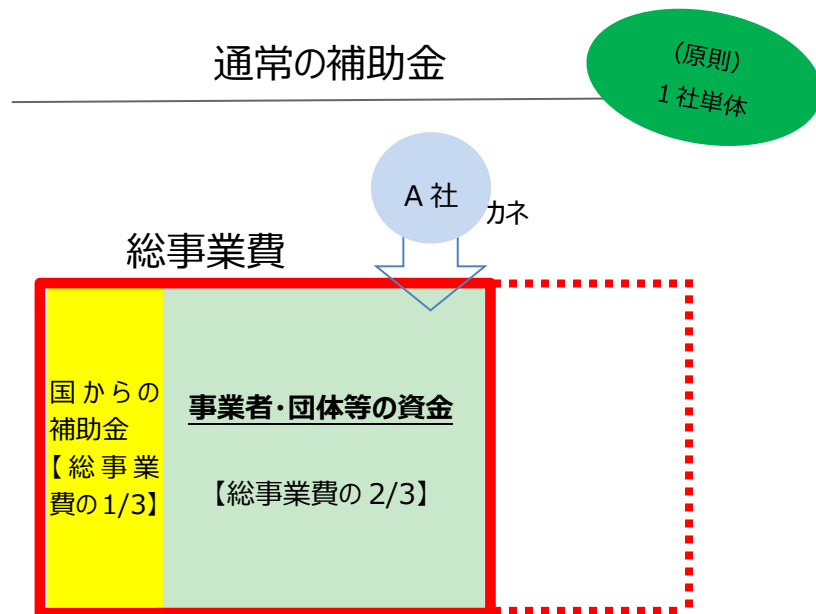 通常の補助金
(原則)
1社単体
A社
カネ
総事業費
国からの
補助金
【総事業
費の1/3】
事業者・団体等の資金
【総事業費の2/3】